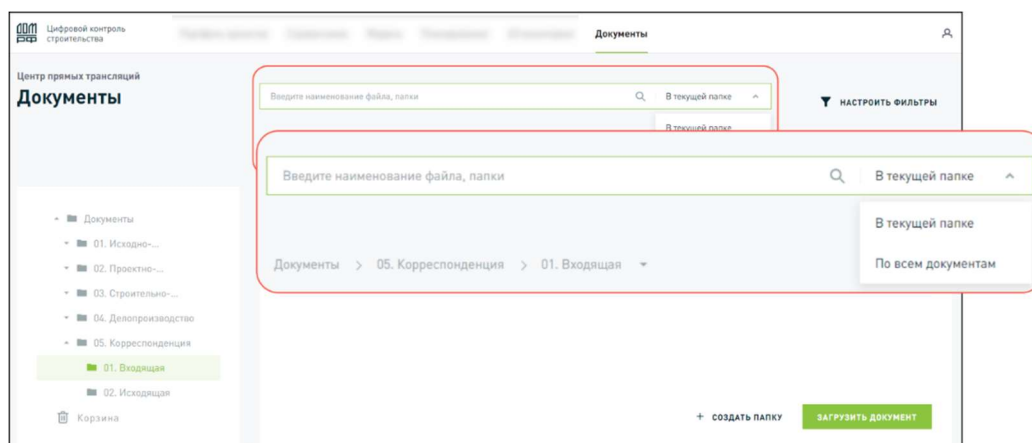 ДОМ РФ
Цифровой контроль
строительства
Документы
Центр прямых трансляций
Документы
Введите наименование файла, папки
В текущей папке
НАСТРОИТЬ ФИЛЬТРЫ
В текущей папке
Введите наименование файла, папки
В текущей папке
В текущей папке
По всем документам
Документы > 05. Корреспонденция > 01. Входящая
Документы
01. Исходно-...
02. Проектно-...
03. Строительно-...
04. Делопроизводство
05. Корреспонденция
01. Входящая
02. Исходящая
Корзина
+ СОЗДАТЬ ПАПКУ
ЗАГРУЗИТЬ ДОКУМЕНТ